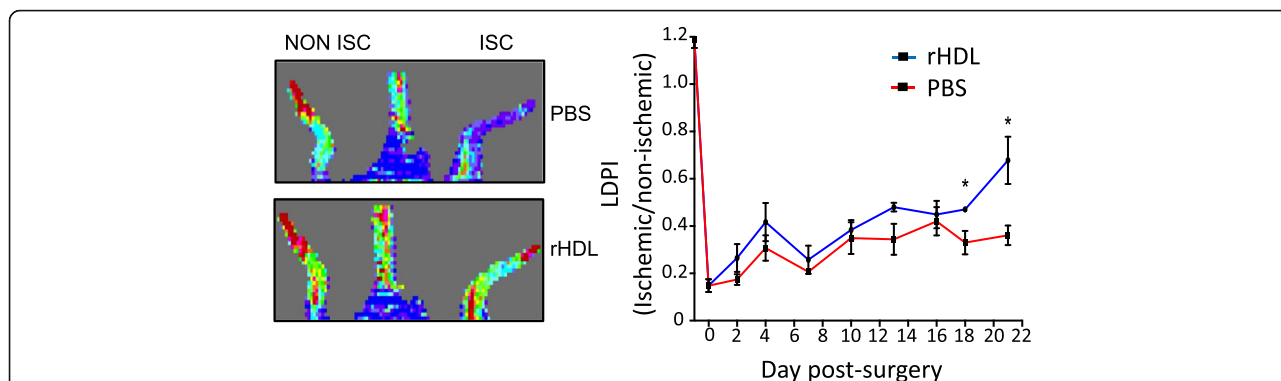 NON ISC ISC
PBS
rHDL
LDPI
(Ischemic/non-ischemic)
1.2
1.0
0.8
0.6
0.4
0.2
0
rHDL
PBS
*
*
0 2 4 6 8 10 12 14 16 18 20 22
Day post-surgery